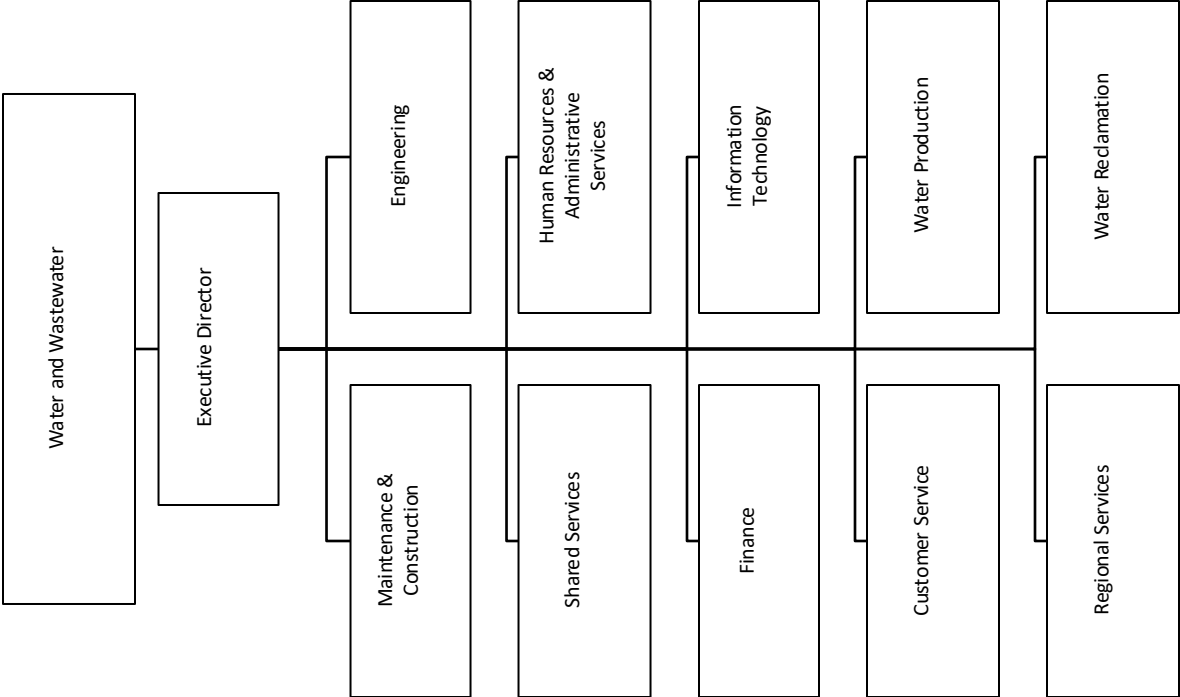 Water and Wastewater
Executive Director
Maintenance &
Construction
Engineering
Shared Services
Human Resources &
Administrative
Services
Finance
Information
Technology
Customer Service
Water Production
Regional Services
Water Reclamation